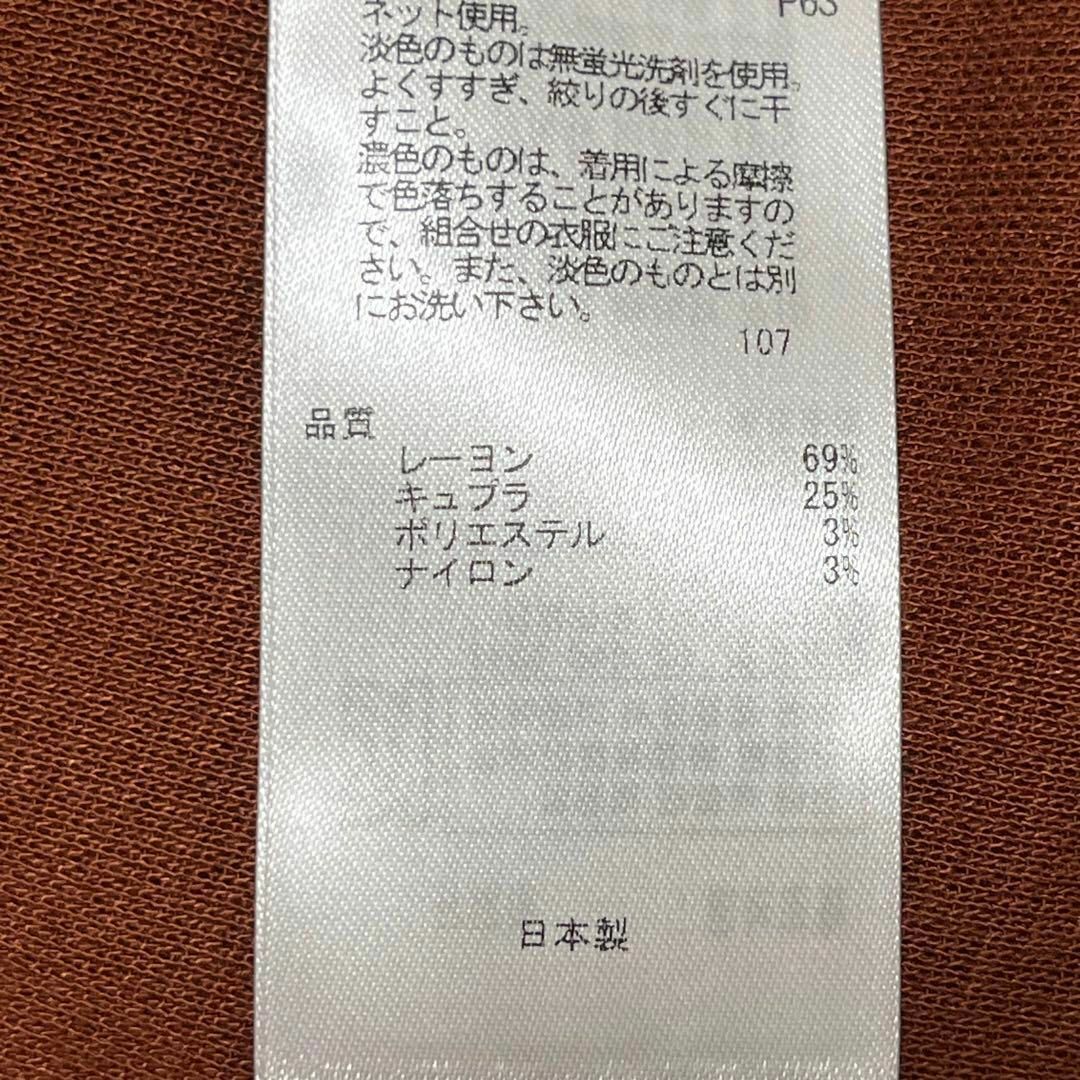 P63
ネット使用。
淡色のものは無蛍光洗剤を使用。
よくすすぎ、絞りの後すぐに干
すこと。
濃色のものは、着用による摩擦
で色落ちすることがありますの
で、組合せの衣服にご注意くだ
さい。また、淡色のものとは別
にお洗い下さい。
107
品質
レーヨン 69%
キュプラ 25%
ポリエステル 3%
ナイロン 3%
日本製